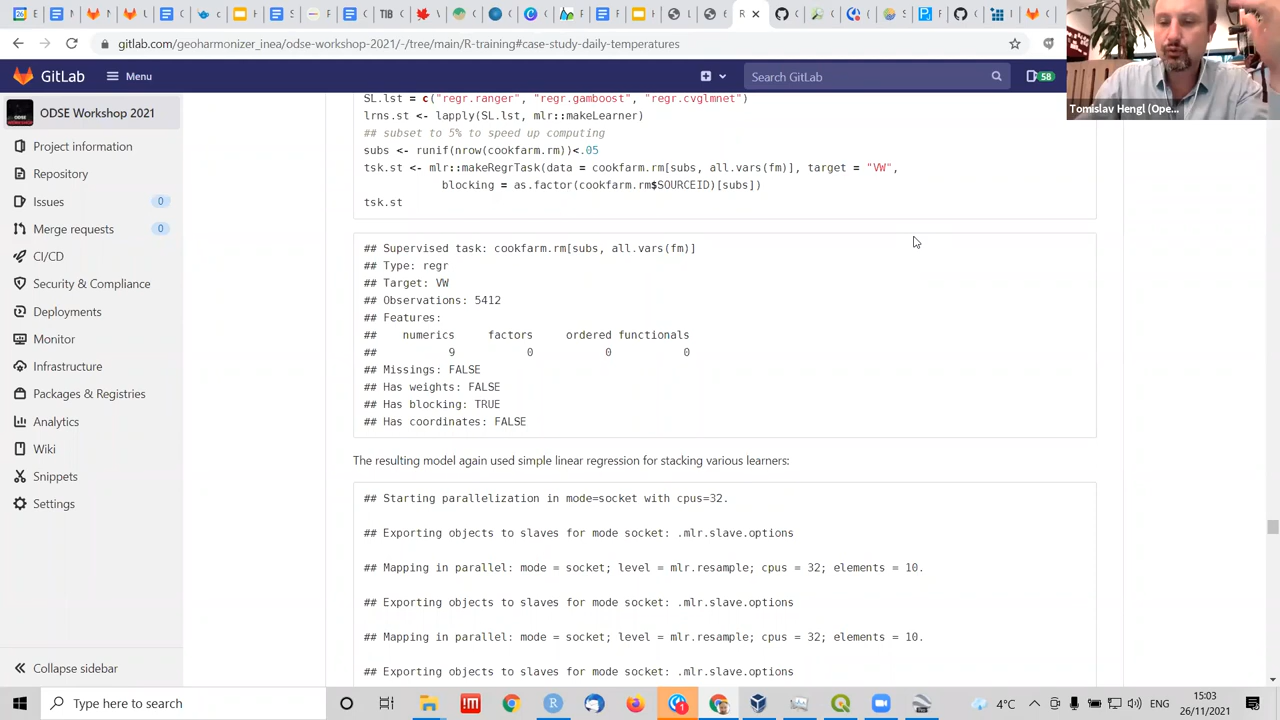 gitlab.com/geoharmonizer_inea/odse-workshop-2021/-/tree/main/R-training#case-study-daily-temperatures
GitLab
Menu
Search GitLab
58
Tomislav Hengl (Ope...
ODSE Workshop 2021
Project information
Repository
Issues 0
Merge requests 0
CI/CD
Security & Compliance
Deployments
Monitor
Infrastructure
Packages & Registries
Analytics
Wiki
Snippets
Settings
Collapse sidebar
SL.lst = c("regr.ranger", "regr.gamboost", "regr.cvglmnet")
lrns.st <- lapply(SL.lst, mlr::makeLearner)
## subset to 5% to speed up computing
subs <- runif(nrow(cookfarm.rm))<.05
tsk.st <- mlr::makeRegrTask(data = cookfarm.rm[subs, all.vars(fm)], target = "VW",
blocking = as.factor(cookfarm.rm$SOURCEID)[subs])
tsk.st
## Supervised task: cookfarm.rm[subs, all.vars(fm)]
## Type: regr
## Target: VW
## Observations: 5412
## Features:
## numerics factors ordered functionals
## 9 0 0 0
## Missings: FALSE
## Has weights: FALSE
## Has blocking: TRUE
## Has coordinates: FALSE
The resulting model again used simple linear regression for stacking various learners:
## Starting parallelization in mode=socket with cpus=32.
## Exporting objects to slaves for mode socket: .mlr.slave.options
## Mapping in parallel: mode = socket; level = mlr.resample; cpus = 32; elements = 10.
## Exporting objects to slaves for mode socket: .mlr.slave.options
## Mapping in parallel: mode = socket; level = mlr.resample; cpus = 32; elements = 10.
## Exporting objects to slaves for mode socket: .mlr.slave.options
Type here to search
4°C
ENG
15:03
26/11/2021